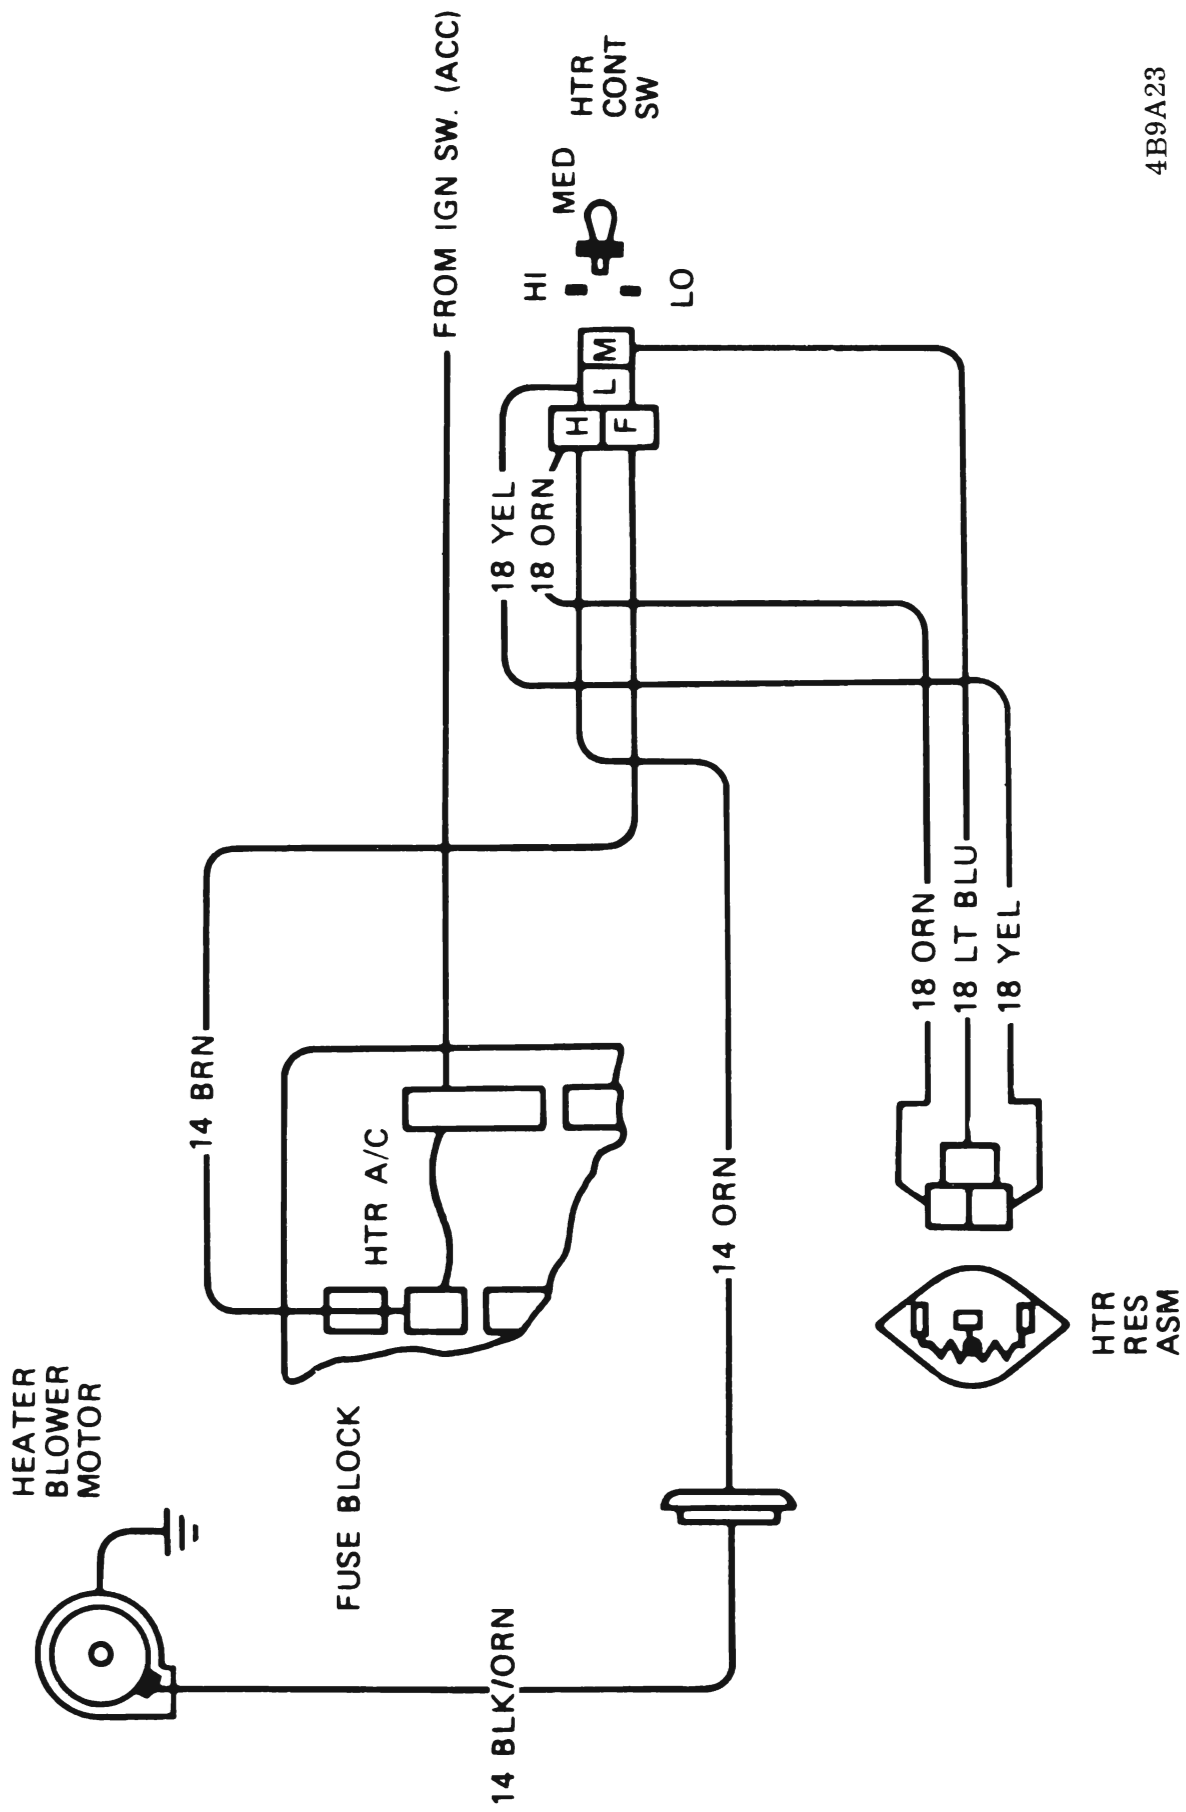 HEATER
BLOWER
MOTOR
FUSE BLOCK
14 BLK/ORN
14 BRN
HTR A/C
14 ORN
HTR
RES
ASM
18 ORN
18 LT BLU
18 YEL
18 YEL
18 ORN
H
F
L
M
HI
LO
MED
HTR
CONT
SW
FROM IGN SW. (ACC)
4B9A23